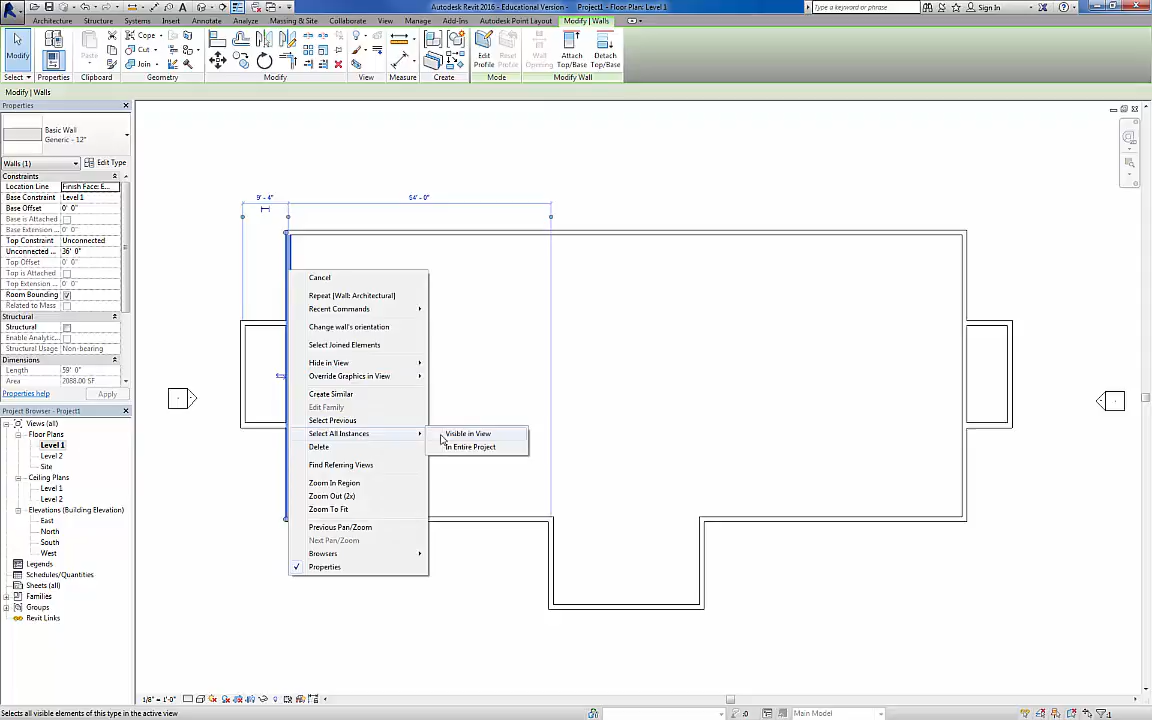 Autodesk Revit 2016 - Educational Version - Project1 - Floor Plan: Level 1
Type a keyword or phrase
Sign In
Architecture Structure Systems Insert Annotate Analyze Massing & Site Collaborate View Manage Add-Ins Autodesk Point Layout Modify | Walls
Modify
Paste
Cope
Cut
Join
Edit Profile
Reset Profile
Wall Opening
Attach Top/Base
Detach Top/Base
Select Properties Clipboard Geometry Modify View Measure Create Mode Modify Wall
Modify | Walls
Properties
Basic Wall
Generic - 12"
Walls (1)
Edit Type
Constraints
Location Line Finish Face: E...
Base Constraint Level 1
Base Offset 0' 0"
Base is Attached
Base Extension ... 0' 0"
Top Constraint Unconnected
Unconnected ... 36' 0"
Top Offset 0' 0"
Top is Attached
Top Extension ... 0' 0"
Room Bounding
Related to Mass
Structural
Structural
Enable Analytic...
Structural Usage Non-bearing
Dimensions
Length 59' 0"
Area 2088.00 SF
Properties help
Apply
Project Browser - Project1
Views (all)
Floor Plans
Level 1
Level 2
Site
Ceiling Plans
Level 1
Level 2
Elevations (Building Elevation)
East
North
South
West
Legends
Schedules/Quantities
Sheets (all)
Families
Groups
Revit Links
9' - 4"
54' - 0"
Cancel
Repeat [Wall: Architectural]
Recent Commands
Change wall's orientation
Select Joined Elements
Hide in View
Override Graphics in View
Create Similar
Edit Family
Select Previous
Select All Instances
Visible in View
In Entire Project
Delete
Find Referring Views
Zoom In Region
Zoom Out (2x)
Zoom To Fit
Previous Pan/Zoom
Next Pan/Zoom
Browsers
Properties
1/8" = 1'-0"
Selects all visible elements of this type in the active view
:0
Main Model
:1